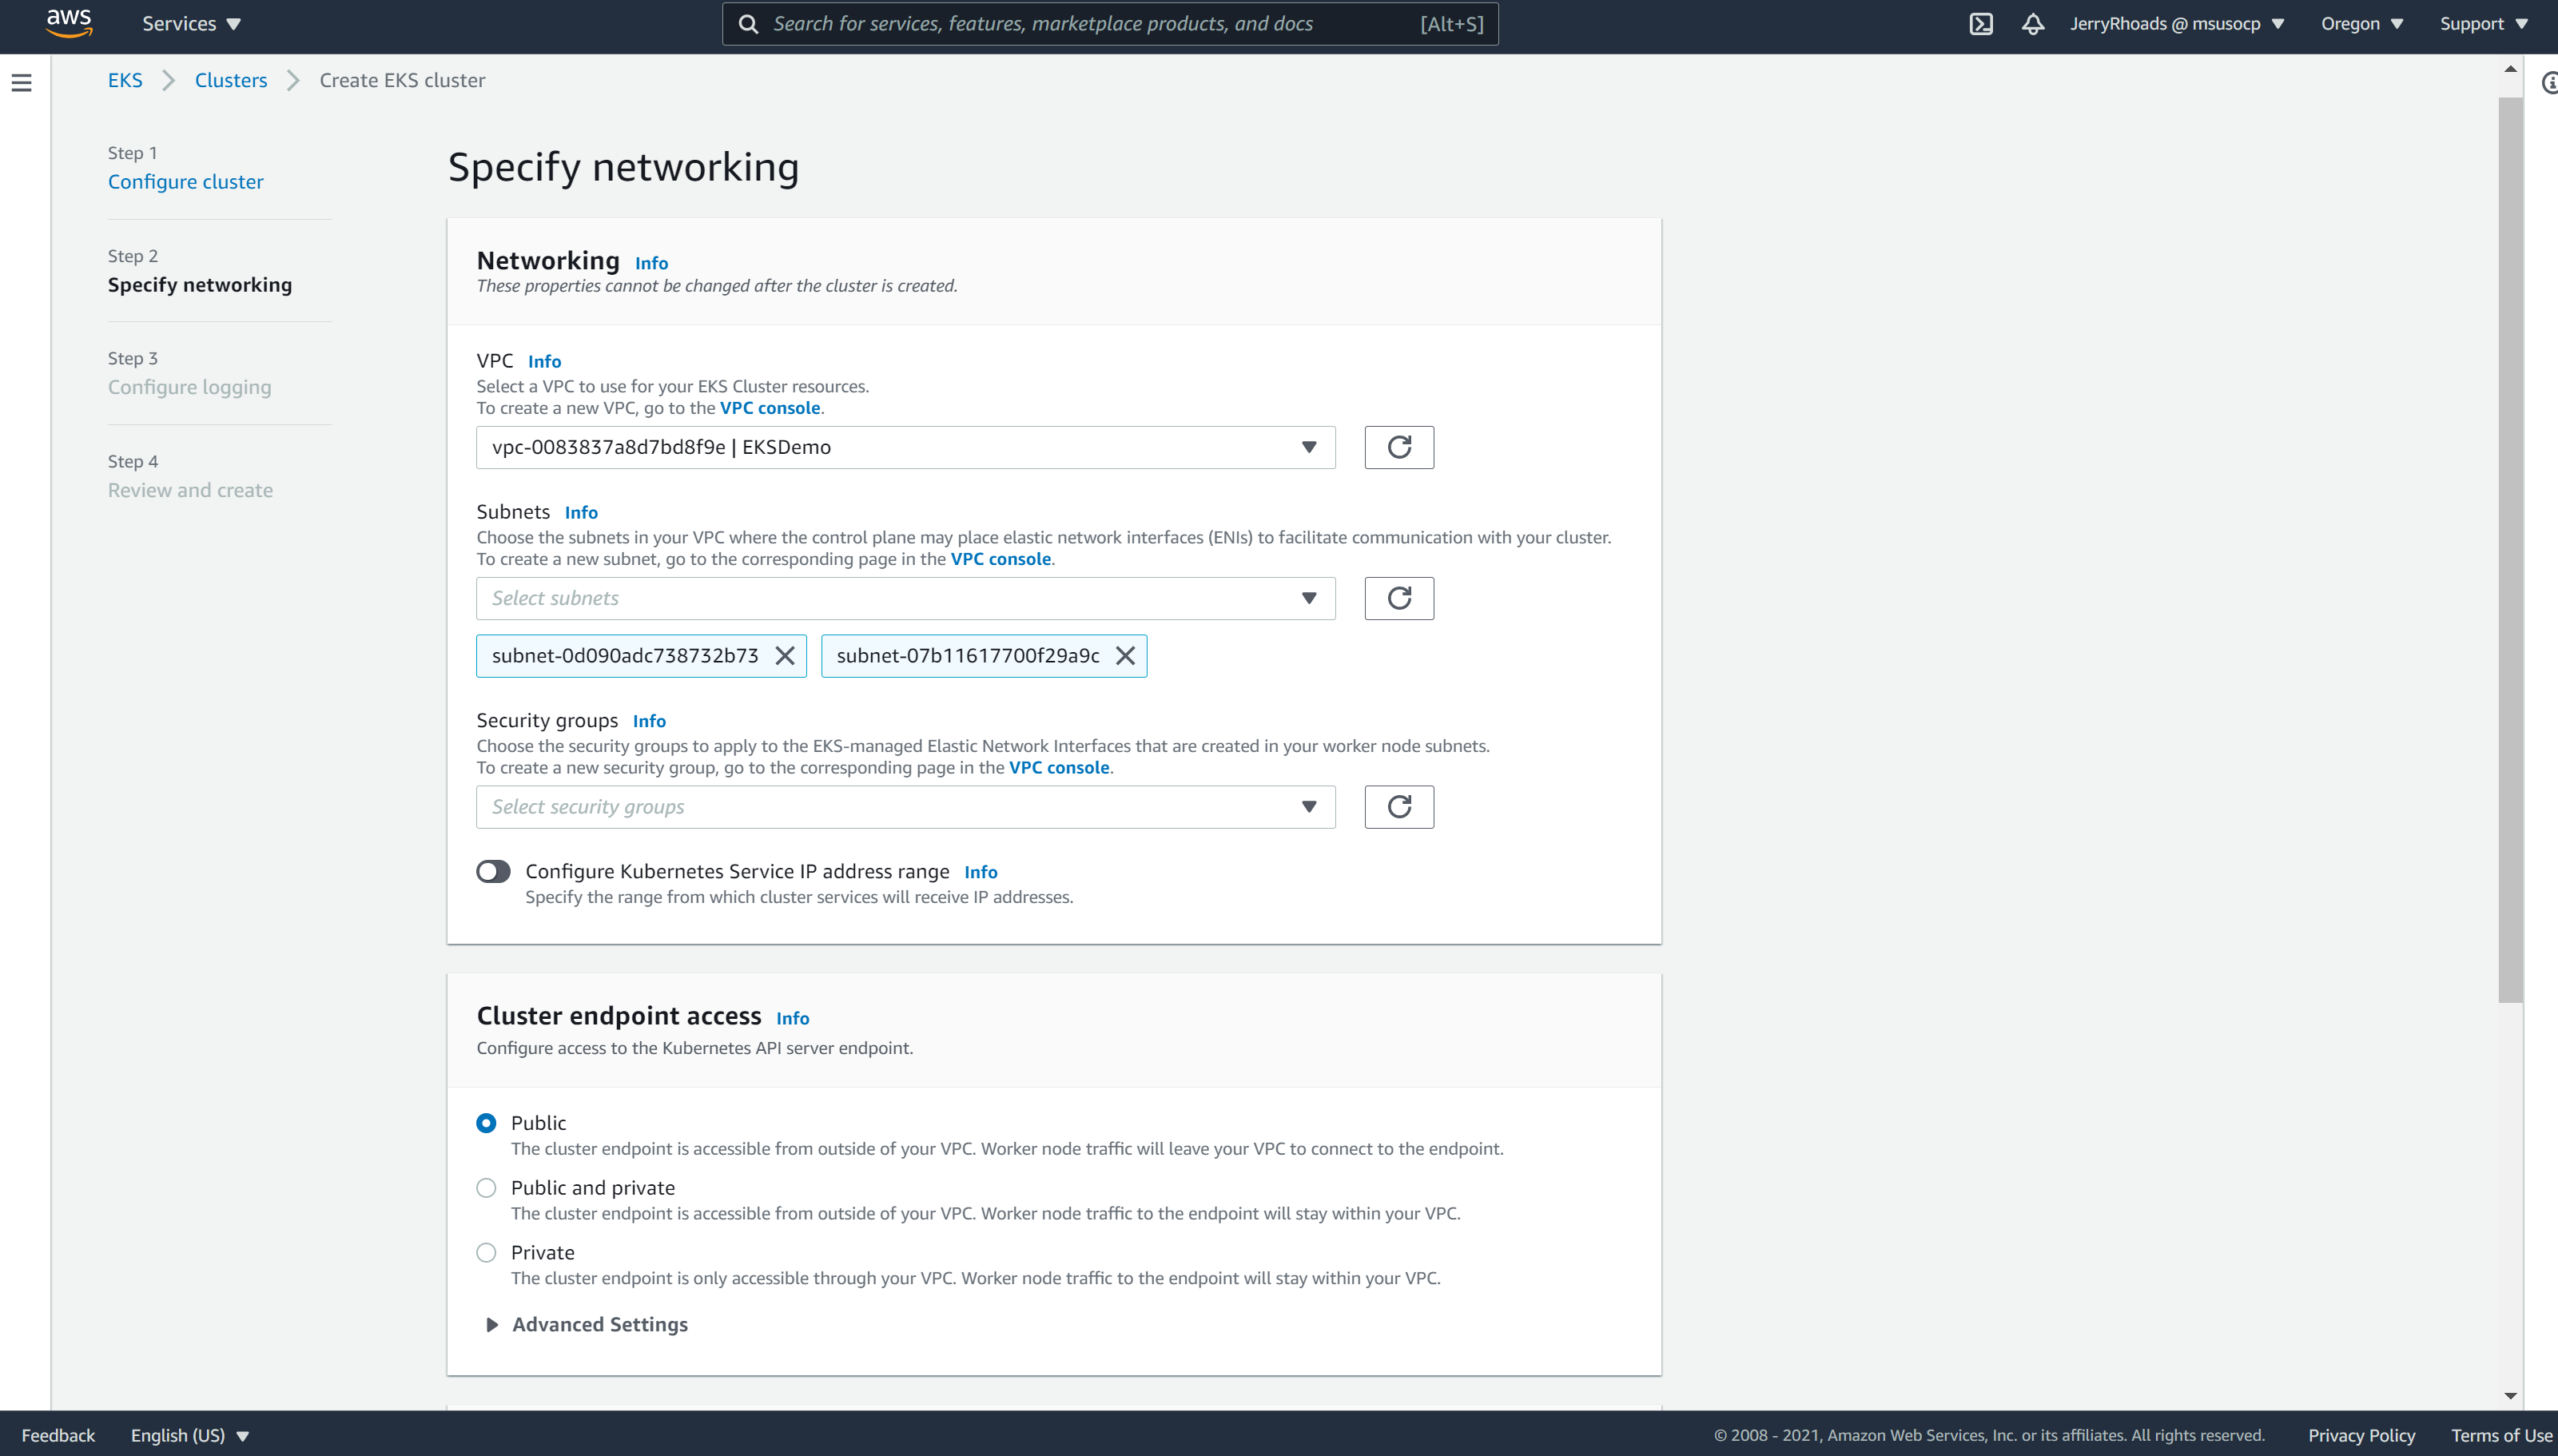 aws Services Search for services, features, marketplace products, and docs [Alt+S] JerryRhoads @ msusocp Oregon Support
EKS Clusters Create EKS cluster
Step 1
Configure cluster
Step 2
Specify networking
Step 3
Configure logging
Step 4
Review and create
Specify networking
Networking Info
These properties cannot be changed after the cluster is created.
VPC Info
Select a VPC to use for your EKS Cluster resources.
To create a new VPC, go to the VPC console.
vpc-0083837a8d7bd8f9e | EKSDemo
Subnets Info
Choose the subnets in your VPC where the control plane may place elastic network interfaces (ENIs) to facilitate communication with your cluster.
To create a new subnet, go to the corresponding page in the VPC console.
Select subnets
subnet-0d090adc738732b73 subnet-07b11617700f29a9c
Security groups Info
Choose the security groups to apply to the EKS-managed Elastic Network Interfaces that are created in your worker node subnets.
To create a new security group, go to the corresponding page in the VPC console.
Select security groups
Configure Kubernetes Service IP address range Info
Specify the range from which cluster services will receive IP addresses.
Cluster endpoint access Info
Configure access to the Kubernetes API server endpoint.
Public
The cluster endpoint is accessible from outside of your VPC. Worker node traffic will leave your VPC to connect to the endpoint.
Public and private
The cluster endpoint is accessible from outside of your VPC. Worker node traffic to the endpoint will stay within your VPC.
Private
The cluster endpoint is only accessible through your VPC. Worker node traffic to the endpoint will stay within your VPC.
Advanced Settings
Feedback English (US) © 2008 - 2021, Amazon Web Services, Inc. or its affiliates. All rights reserved. Privacy Policy Terms of Use